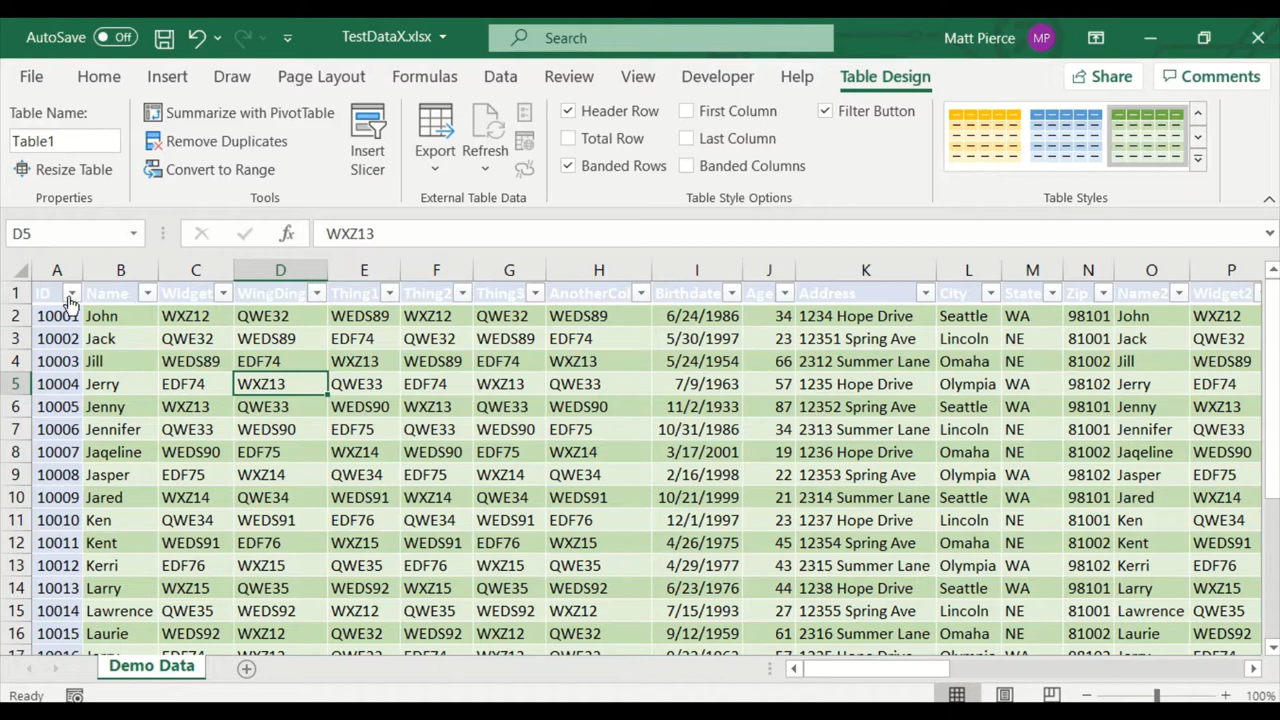 AutoSave Off TestDataX.xlsx Search Matt Pierce MP
File Home Insert Draw Page Layout Formulas Data Review View Developer Help Table Design Share Comments
Table Name:
Table1
Resize Table
Properties
Summarize with PivotTable
Remove Duplicates
Convert to Range
Insert
Slicer
Tools
Export Refresh
External Table Data
Header Row First Column Filter Button
Total Row Last Column
Banded Rows Banded Columns
Table Style Options
Table Styles
D5 fx WXZ13
A B C D E F G H I J K L M N O P
1 ID Name Widget WingDing Thing1 Thing2 Thing3 AnotherCol Birthdate Age Address City State Zip Name2 Widget2
2 10001 John WXZ12 QWE32 WEDS89 WXZ12 QWE32 WEDS89 6/24/1986 34 1234 Hope Drive Seattle WA 98101 John WXZ12
3 10002 Jack QWE32 WEDS89 EDF74 QWE32 WEDS89 EDF74 5/30/1997 23 12351 Spring Ave Lincoln NE 81001 Jack QWE32
4 10003 Jill WEDS89 EDF74 WXZ13 WEDS89 EDF74 WXZ13 5/24/1954 66 2312 Summer Lane Omaha WA 81002 Jill WEDS89
5 10004 Jerry EDF74 WXZ13 QWE33 EDF74 WXZ13 QWE33 7/9/1963 57 1235 Hope Drive Olympia WA 98102 Jerry EDF74
6 10005 Jenny WXZ13 QWE33 WEDS90 WXZ13 QWE33 WEDS90 11/2/1933 87 12352 Spring Ave Seattle WA 98101 Jenny WXZ13
7 10006 Jennifer QWE33 WEDS90 EDF75 QWE33 WEDS90 EDF75 10/31/1986 34 2313 Summer Lane Lincoln NE 81001 Jennifer QWE33
8 10007 Jaqeline WEDS90 EDF75 WXZ14 WEDS90 EDF75 WXZ14 3/17/2001 19 1236 Hope Drive Omaha NE 81002 Jaqeline WEDS90
9 10008 Jasper EDF75 WXZ14 QWE34 EDF75 WXZ14 QWE34 2/16/1998 22 12353 Spring Ave Olympia WA 98102 Jasper EDF75
10 10009 Jared WXZ14 QWE34 WEDS91 WXZ14 QWE34 WEDS91 10/21/1999 21 2314 Summer Lane Seattle WA 98101 Jared WXZ14
11 10010 Ken QWE34 WEDS91 EDF76 QWE34 WEDS91 EDF76 12/1/1997 23 1237 Hope Drive Lincoln NE 81001 Ken QWE34
12 10011 Kent WEDS91 EDF76 WXZ15 WEDS91 EDF76 WXZ15 4/26/1975 45 12354 Spring Ave Omaha NE 81002 Kent WEDS91
13 10012 Kerri EDF76 WXZ15 QWE35 EDF76 WXZ15 QWE35 4/29/1977 43 2315 Summer Lane Olympia WA 98102 Kerri EDF76
14 10013 Larry WXZ15 QWE35 WEDS92 WXZ15 QWE35 WEDS92 6/23/1976 44 1238 Hope Drive Seattle WA 98101 Larry WXZ15
15 10014 Lawrence QWE35 WEDS92 WXZ12 QWE35 WEDS92 WXZ12 7/15/1993 27 12355 Spring Ave Lincoln NE 81001 Lawrence QWE35
16 10015 Laurie WEDS92 WXZ12 QWE32 WEDS92 WXZ12 QWE32 9/12/1959 61 2316 Summer Lane Omaha NE 81002 Laurie WEDS92
Demo Data
Ready 100%